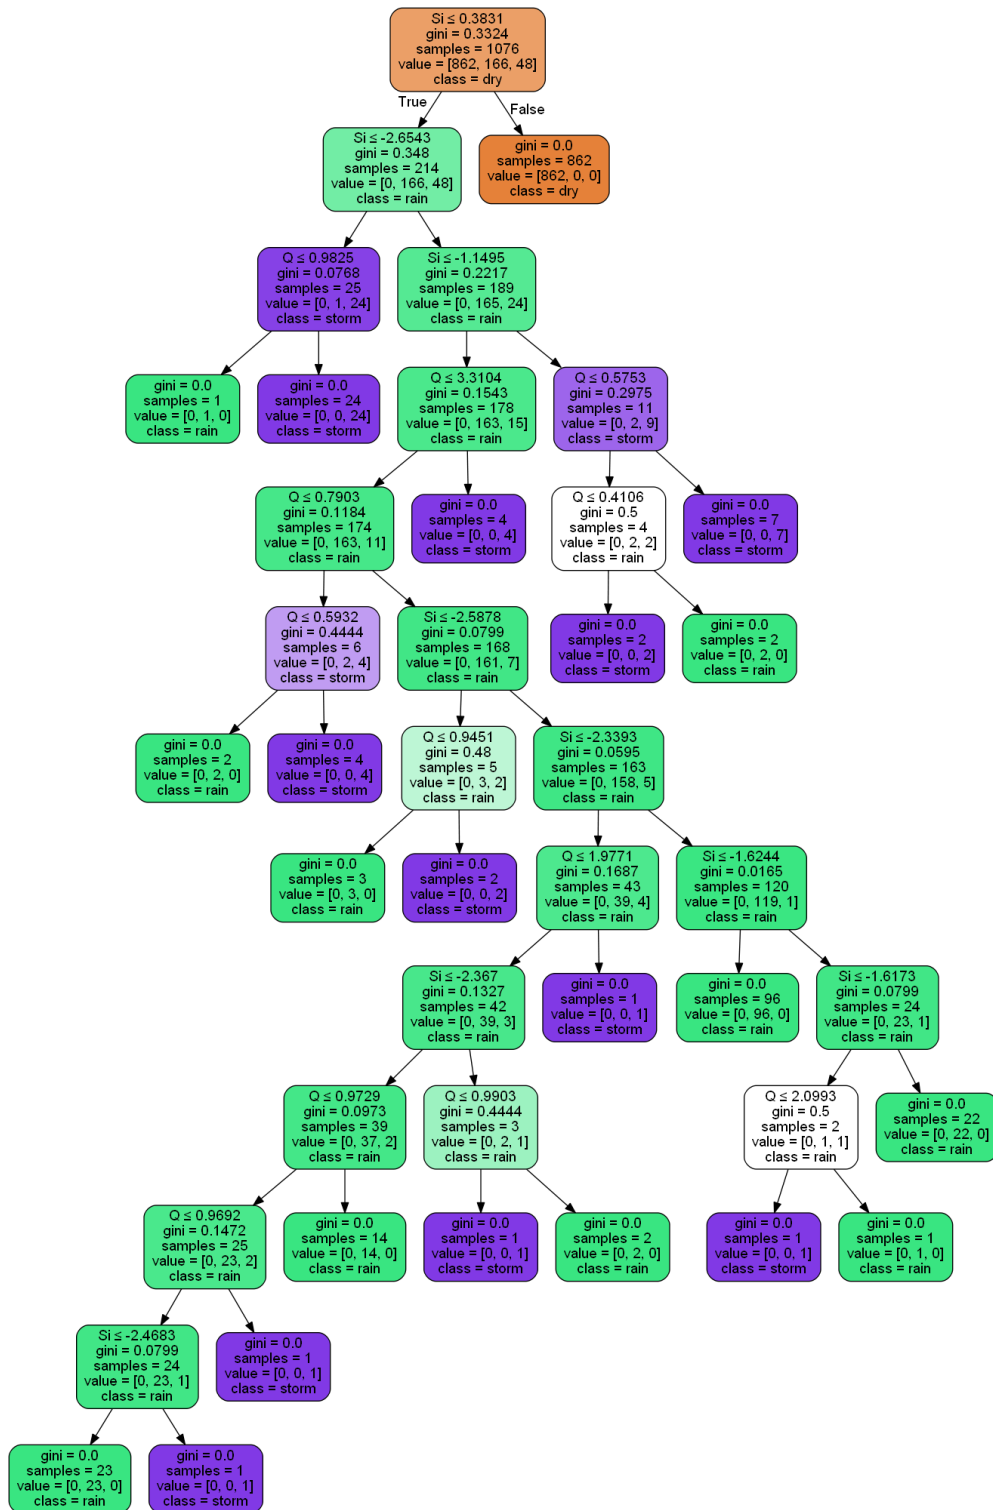 Si ≤ 0.3831
gini = 0.3324
samples = 1076
value = [862, 166, 48]
class = dry
True
False
Si ≤ -2.6543
gini = 0.348
samples = 214
value = [0, 166, 48]
class = rain
gini = 0.0
samples = 862
value = [862, 0, 0]
class = dry
Q ≤ 0.9825
gini = 0.0768
samples = 25
value = [0, 1, 24]
class = storm
Si ≤ -1.1495
gini = 0.2217
samples = 189
value = [0, 165, 24]
class = rain
gini = 0.0
samples = 1
value = [0, 1, 0]
class = rain
gini = 0.0
samples = 24
value = [0, 0, 24]
class = storm
Q ≤ 3.3104
gini = 0.1543
samples = 178
value = [0, 163, 15]
class = rain
Q ≤ 0.5753
gini = 0.2975
samples = 11
value = [0, 2, 9]
class = storm
Q ≤ 0.7903
gini = 0.1184
samples = 174
value = [0, 163, 11]
class = rain
gini = 0.0
samples = 4
value = [0, 0, 4]
class = storm
Q ≤ 0.4106
gini = 0.5
samples = 4
value = [0, 2, 2]
class = rain
gini = 0.0
samples = 7
value = [0, 0, 7]
class = storm
Q ≤ 0.5932
gini = 0.4444
samples = 6
value = [0, 2, 4]
class = storm
Si ≤ -2.5878
gini = 0.0799
samples = 168
value = [0, 161, 7]
class = rain
gini = 0.0
samples = 2
value = [0, 0, 2]
class = storm
gini = 0.0
samples = 2
value = [0, 2, 0]
class = rain
gini = 0.0
samples = 2
value = [0, 2, 0]
class = rain
gini = 0.0
samples = 4
value = [0, 0, 4]
class = storm
Q ≤ 0.9451
gini = 0.48
samples = 5
value = [0, 3, 2]
class = rain
Si ≤ -2.3393
gini = 0.0595
samples = 163
value = [0, 158, 5]
class = rain
gini = 0.0
samples = 3
value = [0, 3, 0]
class = rain
gini = 0.0
samples = 2
value = [0, 0, 2]
class = storm
Q ≤ 1.9771
gini = 0.1687
samples = 43
value = [0, 39, 4]
class = rain
Si ≤ -1.6244
gini = 0.0165
samples = 120
value = [0, 119, 1]
class = rain
Si ≤ -2.367
gini = 0.1327
samples = 42
value = [0, 39, 3]
class = rain
gini = 0.0
samples = 1
value = [0, 0, 1]
class = storm
gini = 0.0
samples = 96
value = [0, 96, 0]
class = rain
Si ≤ -1.6173
gini = 0.0799
samples = 24
value = [0, 23, 1]
class = rain
Q ≤ 0.9729
gini = 0.0973
samples = 39
value = [0, 37, 2]
class = rain
Q ≤ 0.9903
gini = 0.4444
samples = 3
value = [0, 2, 1]
class = rain
Q ≤ 2.0993
gini = 0.5
samples = 2
value = [0, 1, 1]
class = rain
gini = 0.0
samples = 22
value = [0, 22, 0]
class = rain
Q ≤ 0.9692
gini = 0.1472
samples = 25
value = [0, 23, 2]
class = rain
gini = 0.0
samples = 14
value = [0, 14, 0]
class = rain
gini = 0.0
samples = 1
value = [0, 0, 1]
class = storm
gini = 0.0
samples = 2
value = [0, 2, 0]
class = rain
gini = 0.0
samples = 1
value = [0, 0, 1]
class = storm
gini = 0.0
samples = 1
value = [0, 1, 0]
class = rain
Si ≤ -2.4683
gini = 0.0799
samples = 24
value = [0, 23, 1]
class = rain
gini = 0.0
samples = 1
value = [0, 0, 1]
class = storm
gini = 0.0
samples = 23
value = [0, 23, 0]
class = rain
gini = 0.0
samples = 1
value = [0, 0, 1]
class = storm